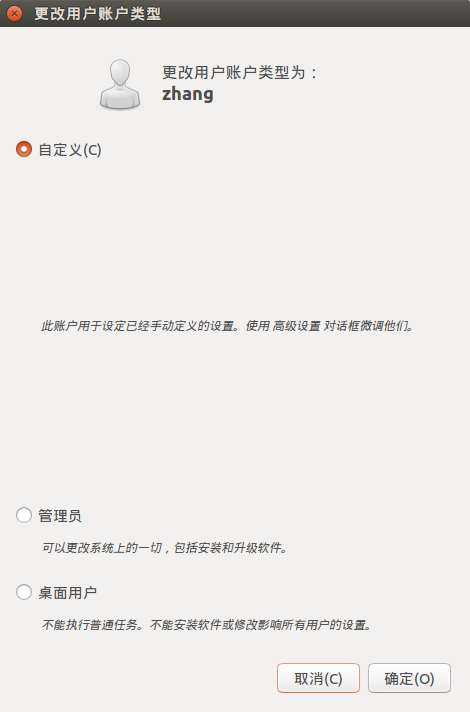 更改用户账户类型
更改用户账户类型为：
zhang
自定义(C)
此账户用于设定已经手动定义的设置。使用 高级设置 对话框微调他们。
管理员
可以更改系统上的一切，包括安装和升级软件。
桌面用户
不能执行普通任务。不能安装软件或修改影响所有用户的设置。
取消(C) 确定(O)